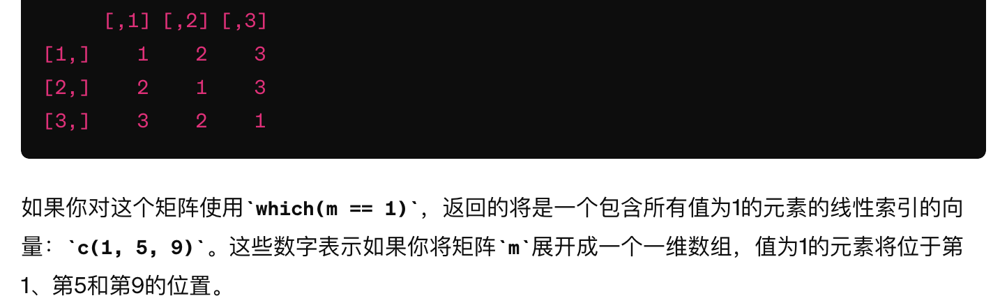 [,1] [,2] [,3]
[1,] 1 2 3
[2,] 2 1 3
[3,] 3 2 1
如果你对这个矩阵使用`which(m == 1)`，返回的将是一个包含所有值为1的元素的线性索引的向
量：`c(1, 5, 9)`。这些数字表示如果你将矩阵`m`展开成一个一维数组，值为1的元素将位于第
1、第5和第9的位置。